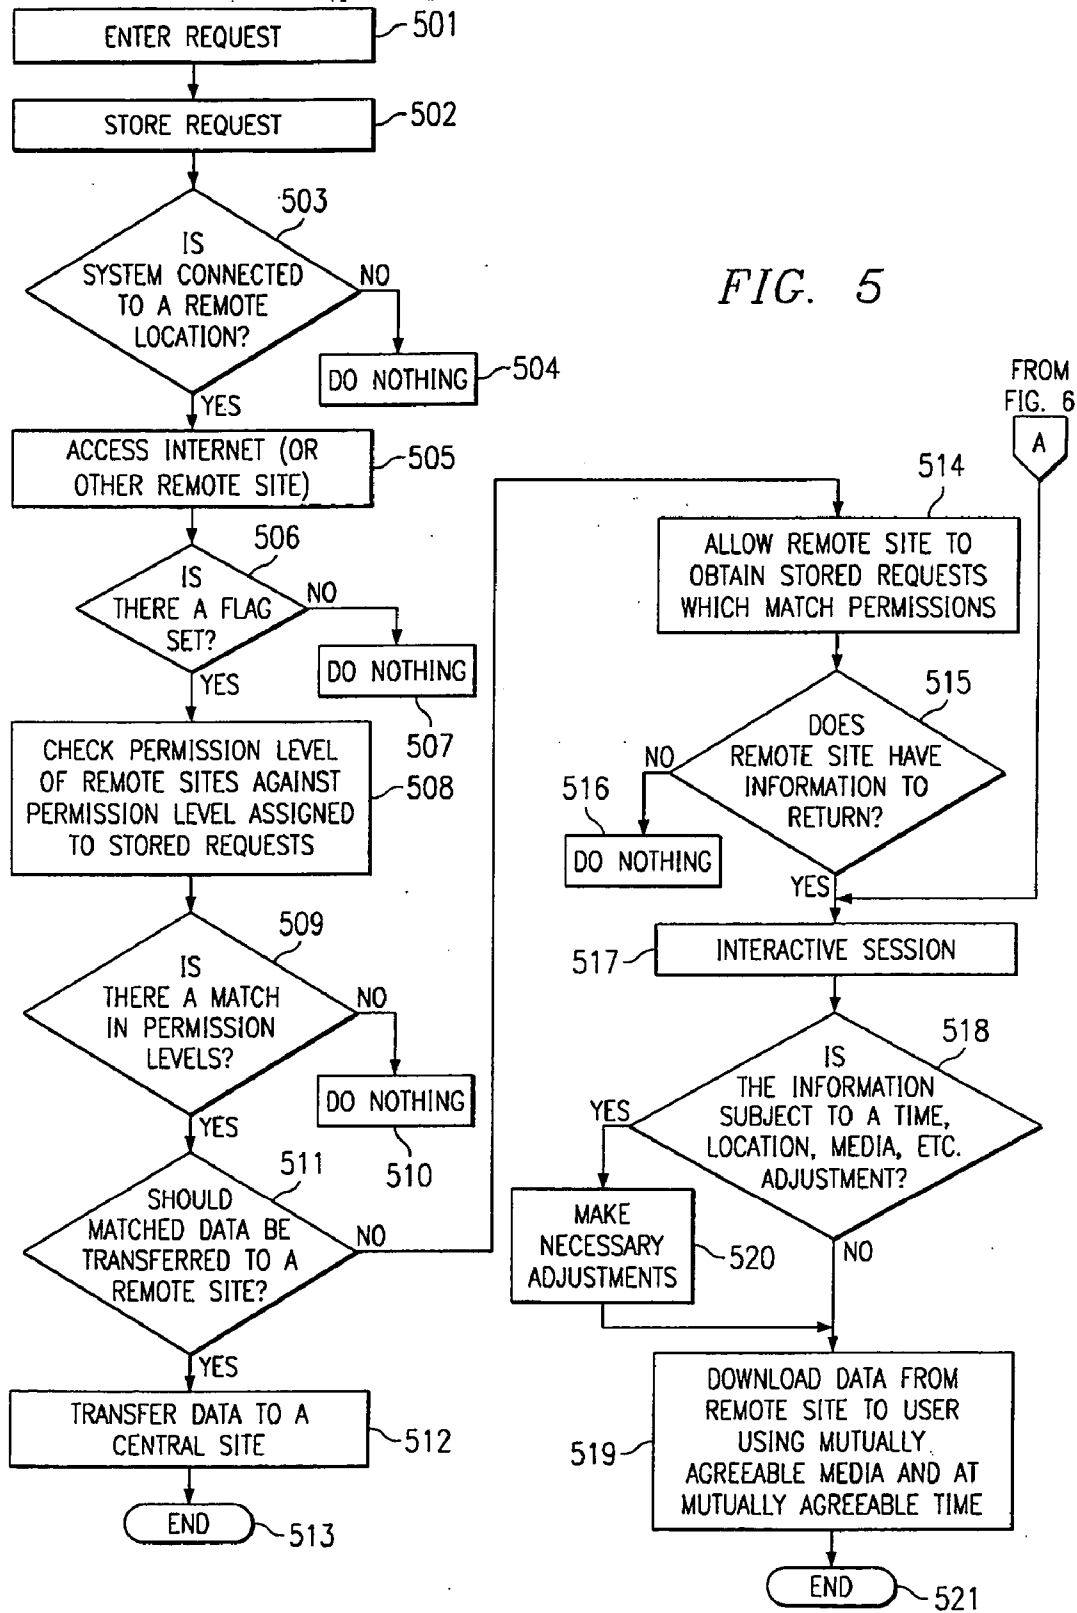 ENTER REQUEST
501
STORE REQUEST
502
503
IS
SYSTEM CONNECTED
TO A REMOTE
LOCATION?
NO
DO NOTHING
504
YES
ACCESS INTERNET (OR
OTHER REMOTE SITE)
505
506
IS
THERE A FLAG
SET?
NO
DO NOTHING
507
YES
CHECK PERMISSION LEVEL
OF REMOTE SITES AGAINST
PERMISSION LEVEL ASSIGNED
TO STORED REQUESTS
508
509
IS
THERE A MATCH
IN PERMISSION
LEVELS?
NO
DO NOTHING
510
YES
511
SHOULD
MATCHED DATA BE
TRANSFERRED TO A
REMOTE SITE?
NO
YES
TRANSFER DATA TO A
CENTRAL SITE
512
END
513
FIG. 5
FROM
FIG. 6
A
514
ALLOW REMOTE SITE TO
OBTAIN STORED REQUESTS
WHICH MATCH PERMISSIONS
515
DOES
REMOTE SITE HAVE
INFORMATION TO
RETURN?
NO
516
DO NOTHING
YES
INTERACTIVE SESSION
517
518
IS
THE INFORMATION
SUBJECT TO A TIME,
LOCATION, MEDIA, ETC.
ADJUSTMENT?
YES
MAKE
NECESSARY
ADJUSTMENTS
520
NO
DOWNLOAD DATA FROM
REMOTE SITE TO USER
USING MUTUALLY
AGREEABLE MEDIA AND AT
MUTUALLY AGREEABLE TIME
519
END
521